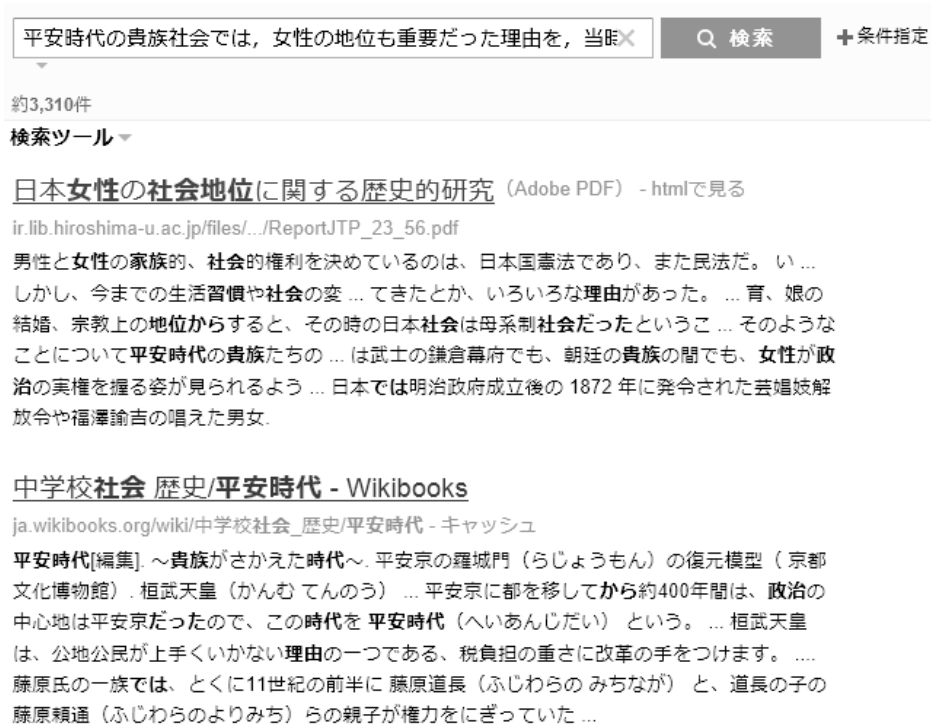 平安時代の貴族社会では，女性の地位も重要だった理由を，当時
検索
条件指定
約3,310件
検索ツール
日本女性の社会地位に関する歴史的研究 （Adobe PDF） - htmlで見る
ir.lib.hiroshima-u.ac.jp/files/.../ReportJTP_23_56.pdf
男性と女性の家族的、社会的権利を決めているのは、日本国憲法であり、また民法だ。 い ...
しかし、今までの生活習慣や社会の変 ... てきたとか、いろいろな理由があった。 ... 育、娘の
結婚、宗教上の地位からすると、その時の日本社会は母系制社会だったというこ ... そのような
ことについて平安時代の貴族たちの ... は武士の鎌倉幕府でも、朝廷の貴族の間でも、女性が政
治の実権を握る姿が見られるよう ... 日本では明治政府成立後の 1872 年に発令された芸娼妓解
放令や福澤諭吉の唱えた男女.
中学校社会 歴史/平安時代 - Wikibooks
ja.wikibooks.org/wiki/中学校社会_歴史/平安時代 - キャッシュ
平安時代[編集]. ～貴族がさかえた時代～. 平安京の羅城門（らじょうもん）の復元模型（ 京都
文化博物館）. 桓武天皇（かんむ てんのう） ... 平安京に都を移してから約400年間は、政治の
中心地は平安京だったので、この時代を 平安時代（へいあんじだい） という。 ... 桓武天皇
は、公地公民が上手くいかない理由の一つである、税負担の重さに改革の手をつけます。 ....
藤原氏の一族では、とくに11世紀の前半に 藤原道長（ふじわらの みちなが） と、道長の子の
藤原頼通（ふじわらのよりみち）らの親子が権力をにぎっていた ...